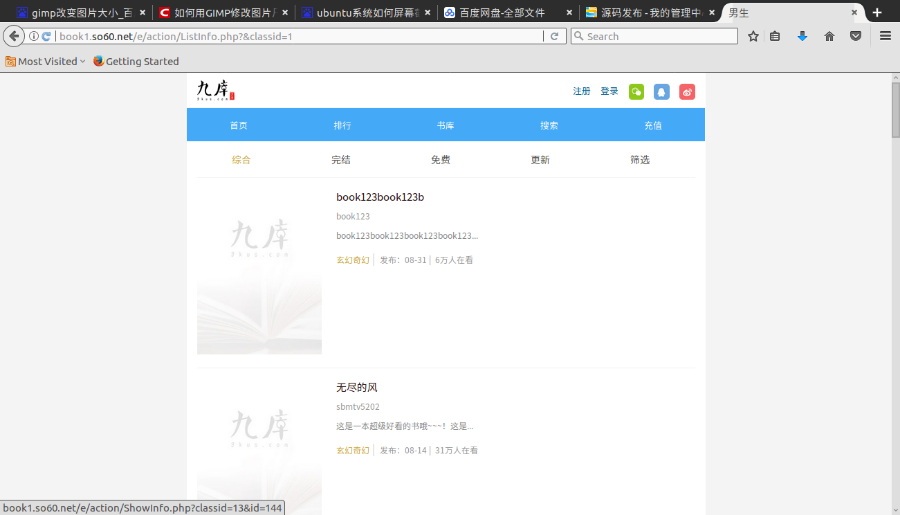 gimp改变图片大小_百
如何用GIMP修改图片
ubuntu系统如何屏幕
百度网盘-全部文件
源码发布 - 我的管理中
男生
book1.so60.net/e/action/ListInfo.php?&classid=1
Search
Most Visited
Getting Started
九库
注册 登录
首页 排行 书库 搜索 充值
综合 完结 免费 更新 筛选
九库
book123book123b
book123
book123book123book123book123...
玄幻奇幻 | 发布：08-31 | 6万人在看
九库
无尽的风
sbmtv5202
这是一本超级好看的书哦~~~！这是...
玄幻奇幻 | 发布：08-14 | 31万人在看
book1.so60.net/e/action/ShowInfo.php?classid=13&id=144